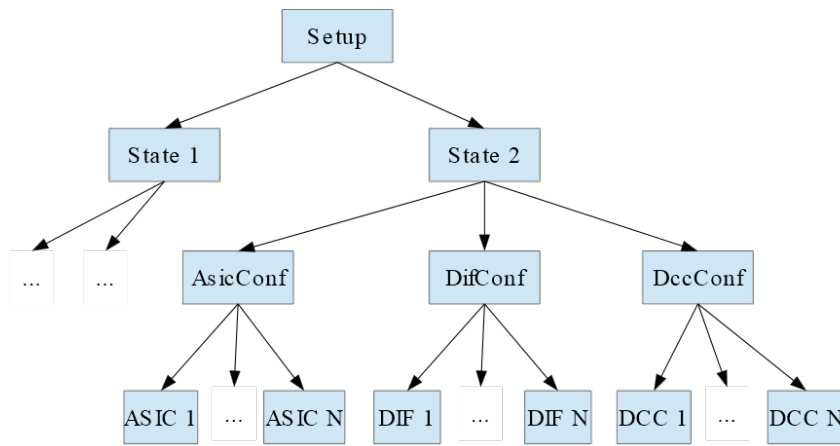 Setup
State 1
State 2
...
...
AsicConf
DifConf
DccConf
ASIC 1
...
ASIC N
DIF 1
...
DIF N
DCC 1
...
DCC N